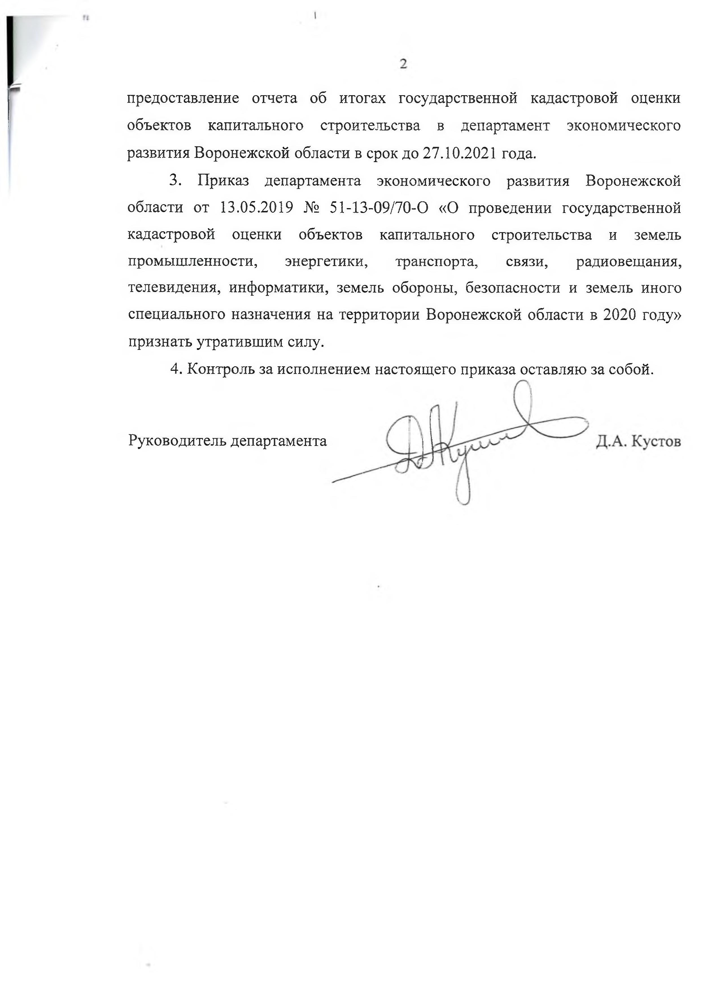 2
предоставление отчета об итогах государственной кадастровой оценки
объектов капитального строительства в департамент экономического
развития Воронежской области в срок до 27.10.2021 года.
3. Приказ департамента экономического развития Воронежской
области от 13.05.2019 № 51-13-09/70-О «О проведении государственной
кадастровой оценки объектов капитального строительства и земель
промышленности, энергетики, транспорта, связи, радиовещания,
телевидения, информатики, земель обороны, безопасности и земель иного
специального назначения на территории Воронежской области в 2020 году»
признать утратившим силу.
4. Контроль за исполнением настоящего приказа оставляю за собой.
Руководитель департамента Д.А. Кустов